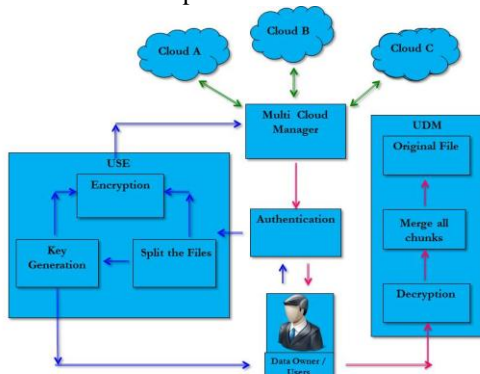 Cloud A
Cloud B
Cloud C
Multi Cloud
Manager
UDM
Original File
USE
Encryption
Authentication
Merge all
chunks
Key
Generation
Split the Files
Decryption
Data Owner /
Users